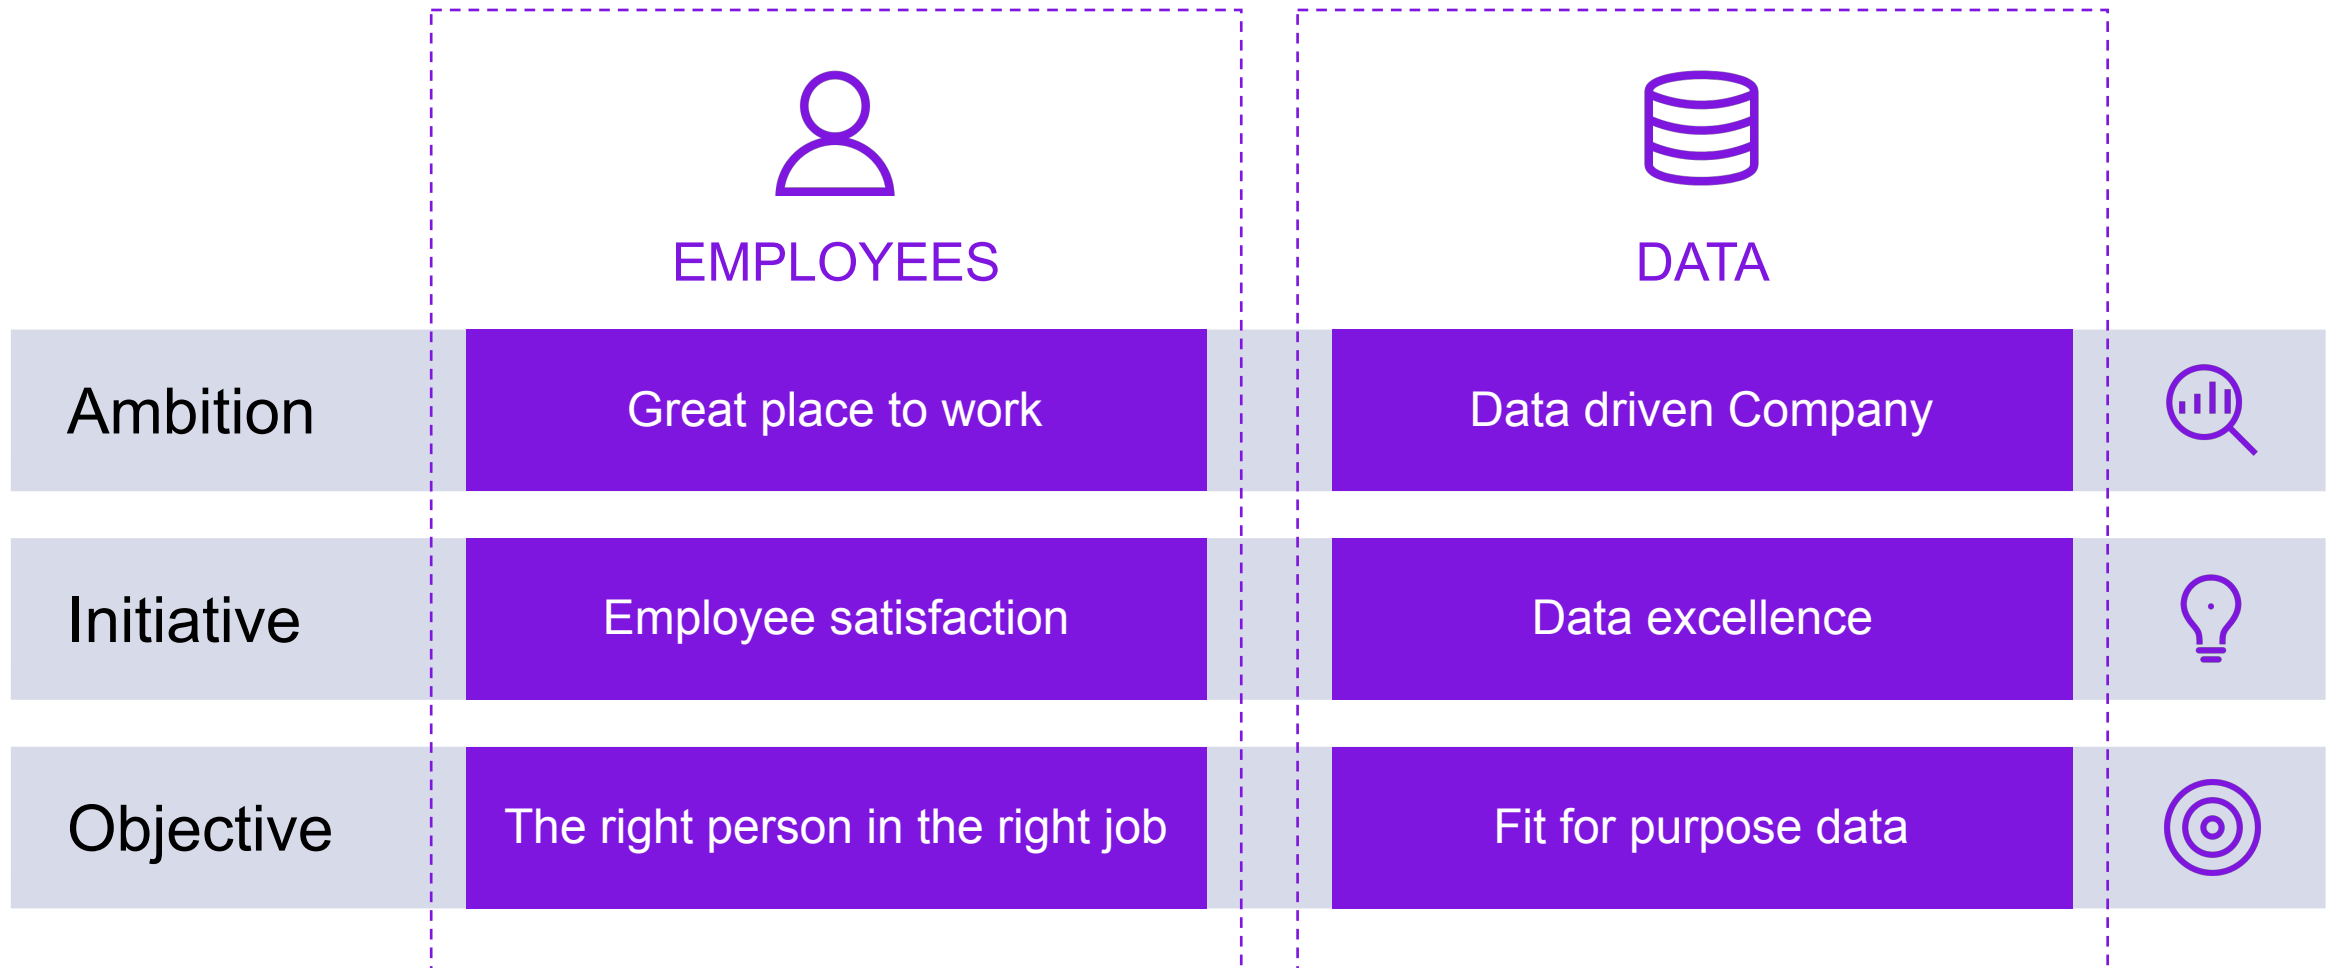 EMPLOYEES
DATA
Ambition
Great place to work
Data driven Company
Initiative
Employee satisfaction
Data excellence
Objective
The right person in the right job
Fit for purpose data